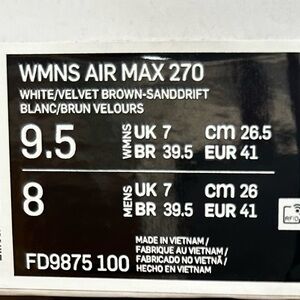 WMNS AIR MAX 270
WHITE/VELVET BROWN-SANDDRIFT
BLANC/BRUN VELOURS
9.5 WMNS UK 7 cm 26.5
BR 39.5 EUR 41
8 MENS UK 7 cm 26
BR 39.5 EUR 41
MADE IN VIETNAM/
FABRIQUE AU VIETNAM/
FABRICADO NO VIETNÃ/
HECHO EN VIETNAM
FD9875 100